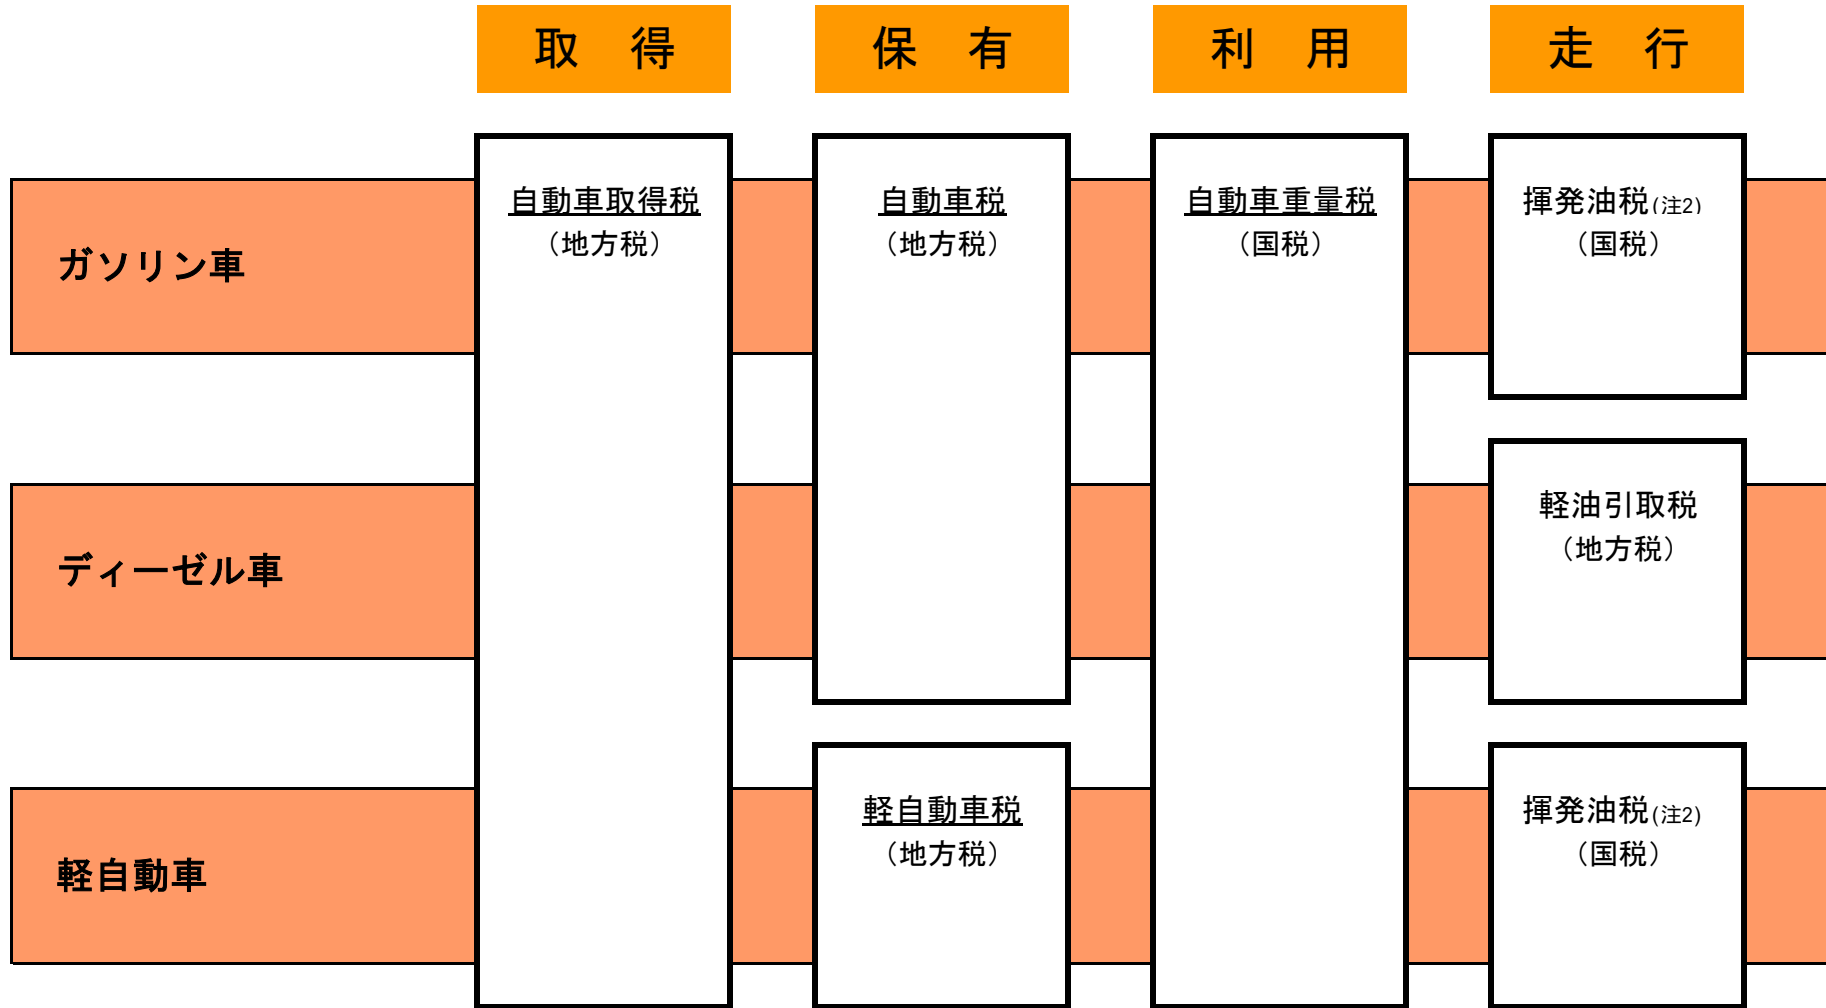 取 得
保 有
利 用
走 行
ガソリン車
自動車取得税
（地方税）
自動車税
（地方税）
自動車重量税
（国税）
揮発油税(注2)
（国税）
ディーゼル車
軽油引取税
（地方税）
軽自動車
軽自動車税
（地方税）
揮発油税(注2)
（国税）